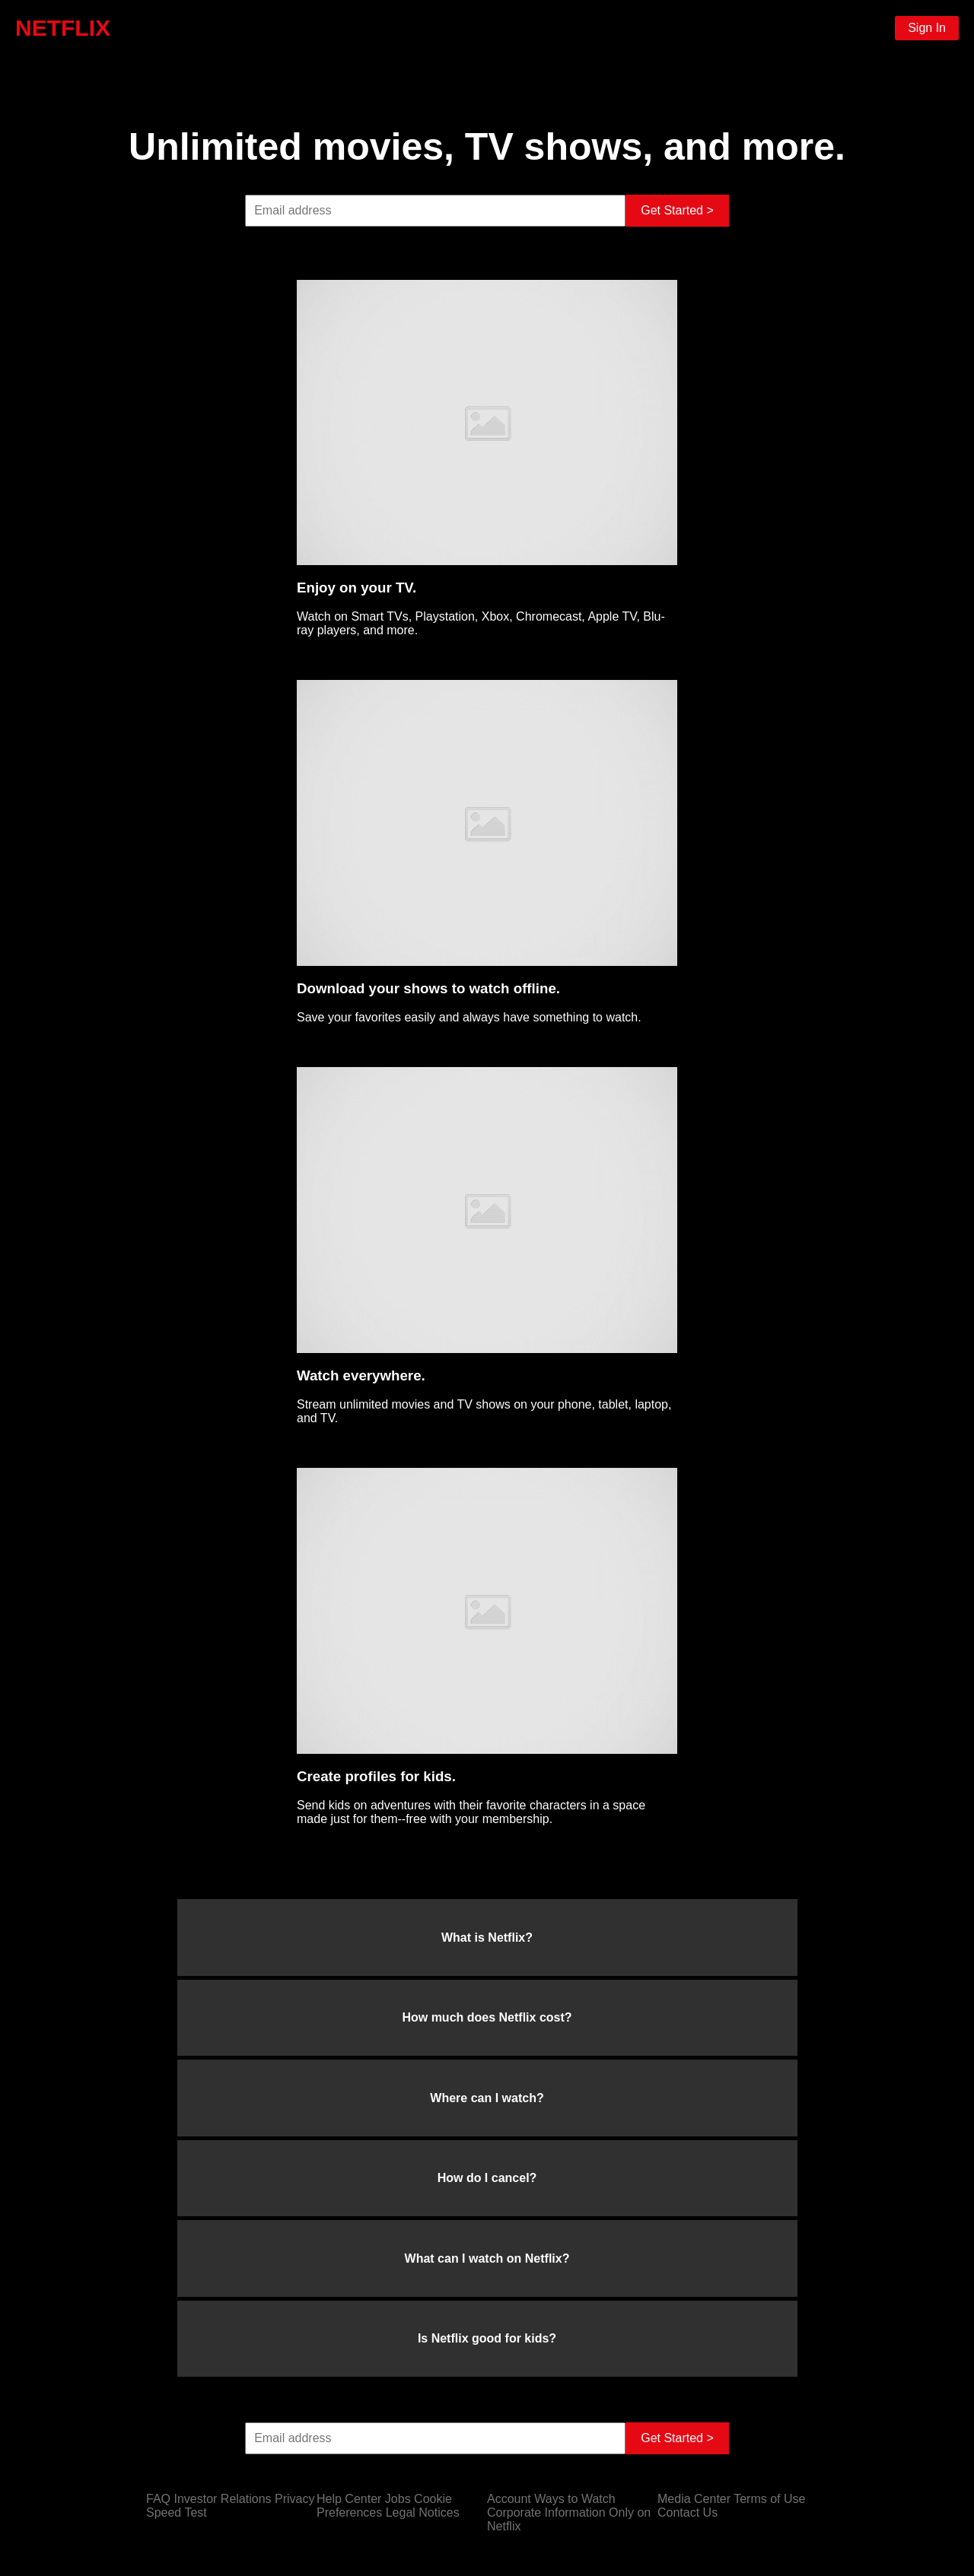 NETFLIX
Sign In
Unlimited movies, TV shows, and more.
Email address
Get Started >
Enjoy on your TV.
Watch on Smart TVs, Playstation, Xbox, Chromecast, Apple TV, Blu-
ray players, and more.
Download your shows to watch offline.
Save your favorites easily and always have something to watch.
Watch everywhere.
Stream unlimited movies and TV shows on your phone, tablet, laptop,
and TV.
Create profiles for kids.
Send kids on adventures with their favorite characters in a space
made just for them--free with your membership.
What is Netflix?
How much does Netflix cost?
Where can I watch?
How do I cancel?
What can I watch on Netflix?
Is Netflix good for kids?
Email address
Get Started >
FAQ Investor Relations Privacy
Speed Test
Help Center Jobs Cookie
Preferences Legal Notices
Account Ways to Watch
Corporate Information Only on
Netflix
Media Center Terms of Use
Contact Us